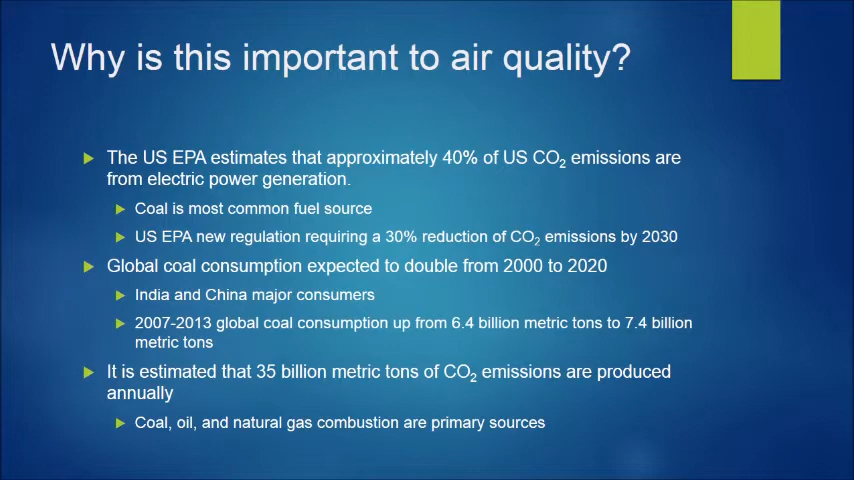 Why is this important to air quality?
The US EPA estimates that approximately 40% of US CO₂ emissions are
from electric power generation.
Coal is most common fuel source
US EPA new regulation requiring a 30% reduction of CO₂ emissions by 2030
Global coal consumption expected to double from 2000 to 2020
India and China major consumers
2007-2013 global coal consumption up from 6.4 billion metric tons to 7.4 billion
metric tons
It is estimated that 35 billion metric tons of CO₂ emissions are produced
annually
Coal, oil, and natural gas combustion are primary sources